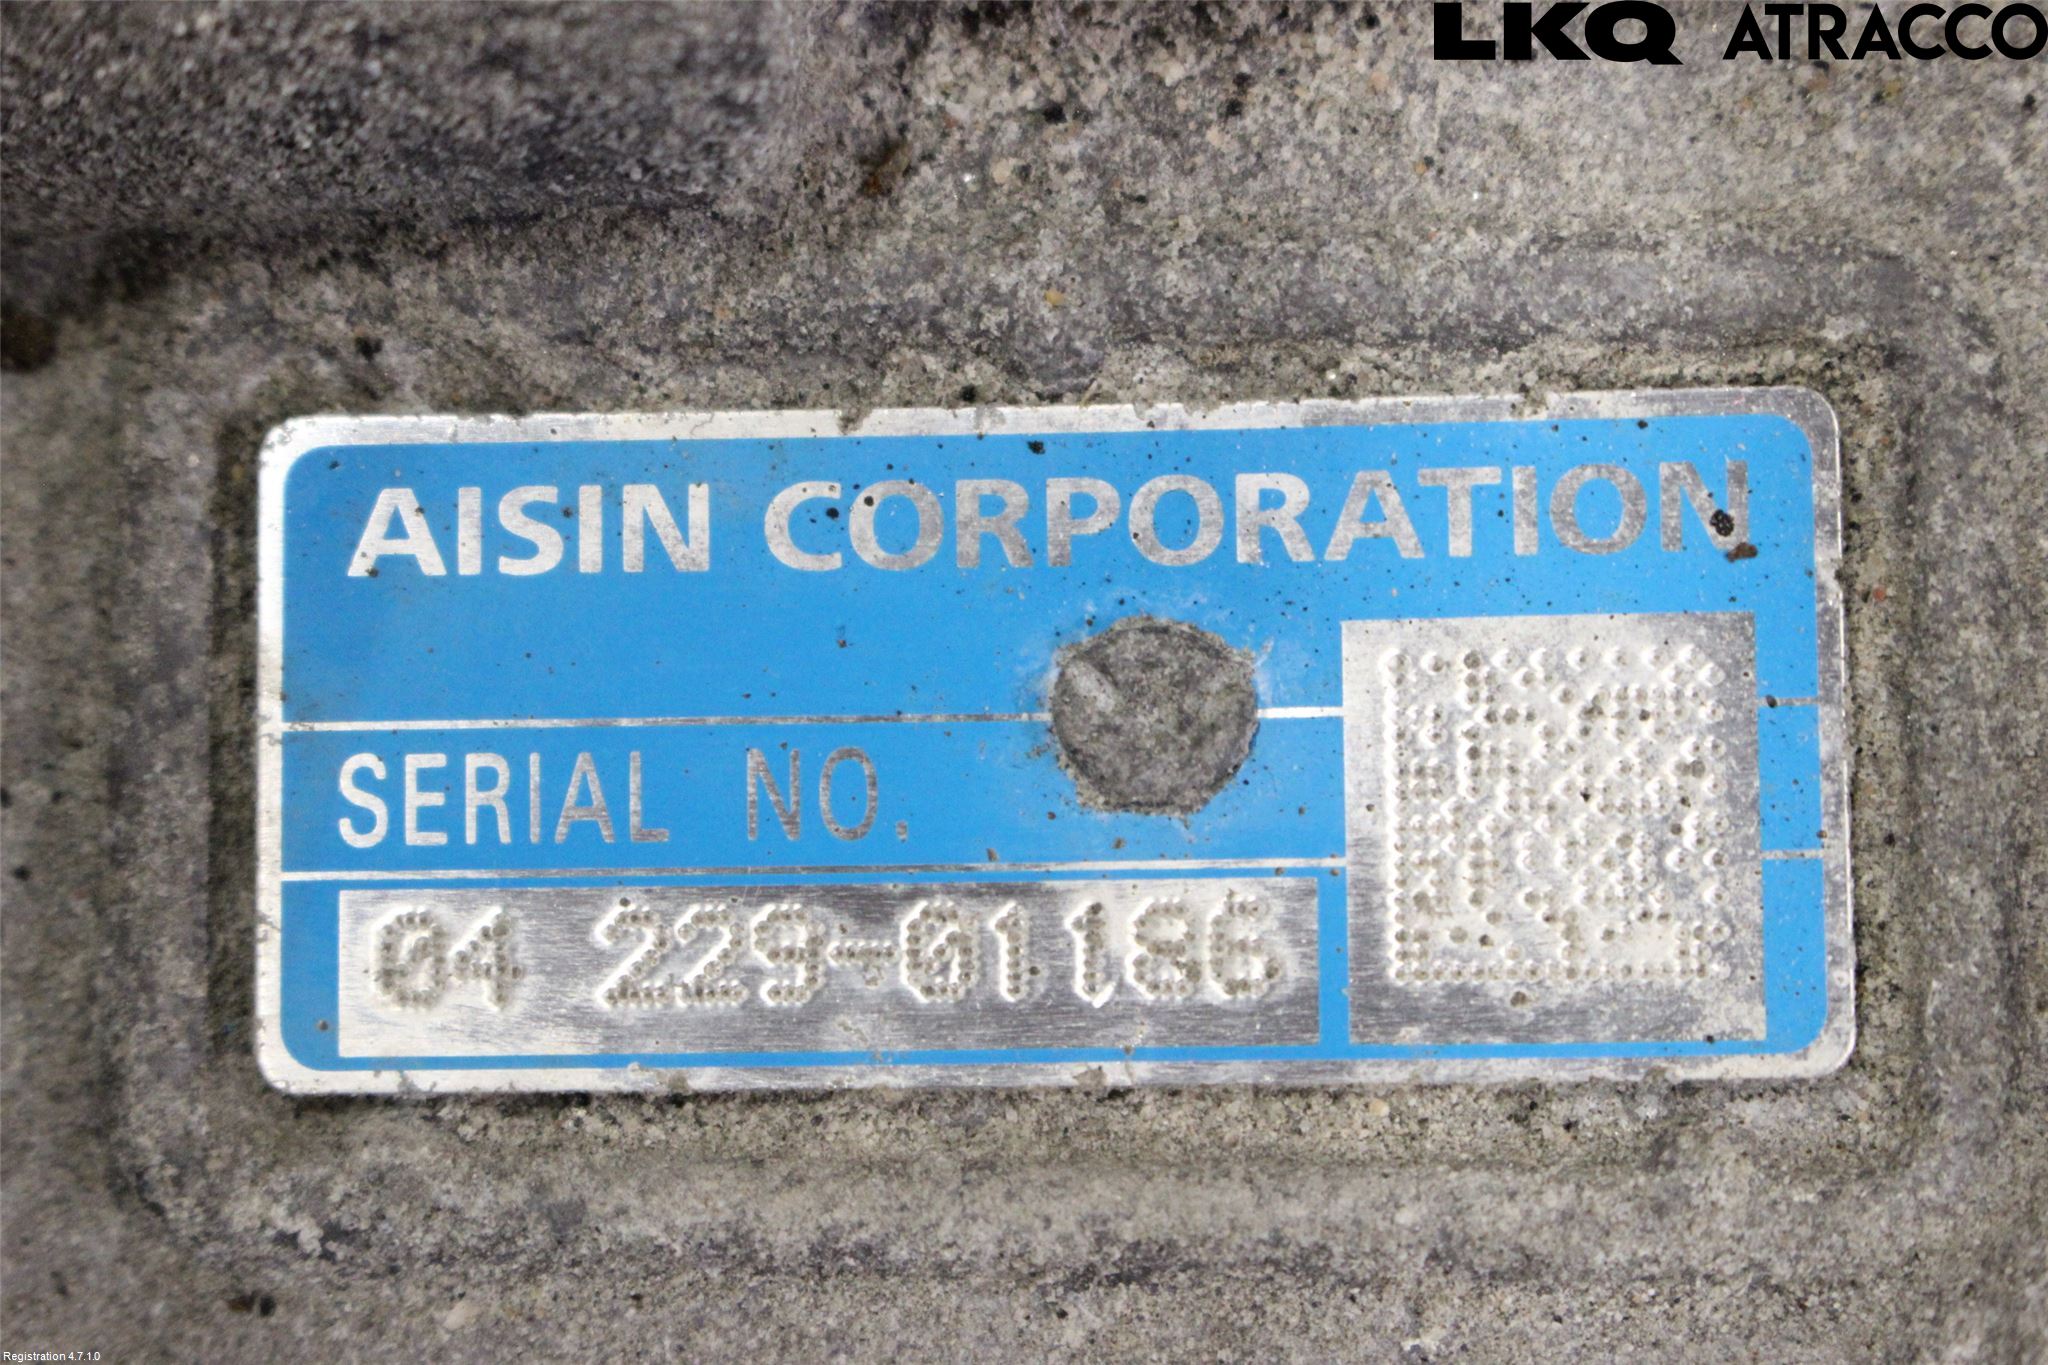 LKQ ATRACCO
AISIN CORPORATION
SERIAL NO.
04 229-01186
Registration 4.7.1.0